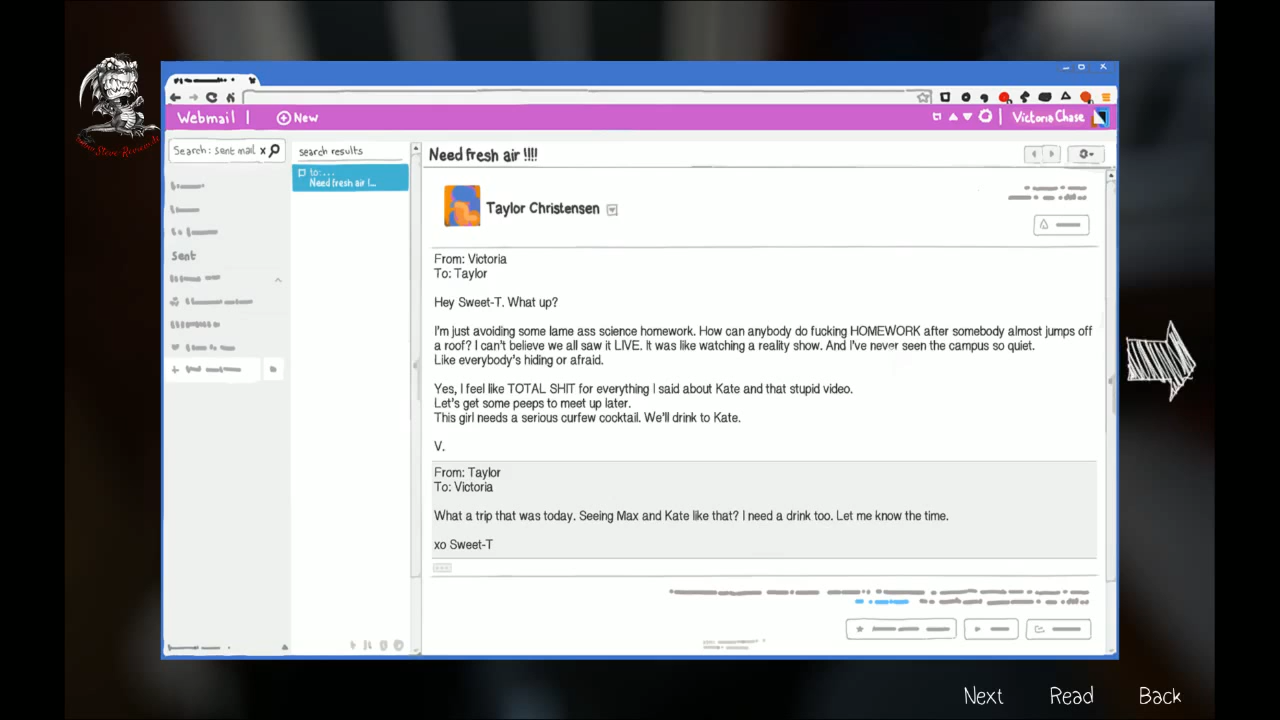 Webmail
New
Victoria Chase
Search: sent mail x
search results
Need fresh air !!!!
to:...
Need fresh air !...
Taylor Christensen
Sent
From: Victoria
To: Taylor
Hey Sweet-T. What up?
I'm just avoiding some lame ass science homework. How can anybody do fucking HOMEWORK after somebody almost jumps off
a roof? I can't believe we all saw it LIVE. It was like watching a reality show. And I've never seen the campus so quiet.
Like everybody's hiding or afraid.
Yes, I feel like TOTAL SHIT for everything I said about Kate and that stupid video.
Let's get some peeps to meet up later.
This girl needs a serious curfew cocktail. We'll drink to Kate.
V.
From: Taylor
To: Victoria
What a trip that was today. Seeing Max and Kate like that? I need a drink too. Let me know the time.
xo Sweet-T
Next Read Back